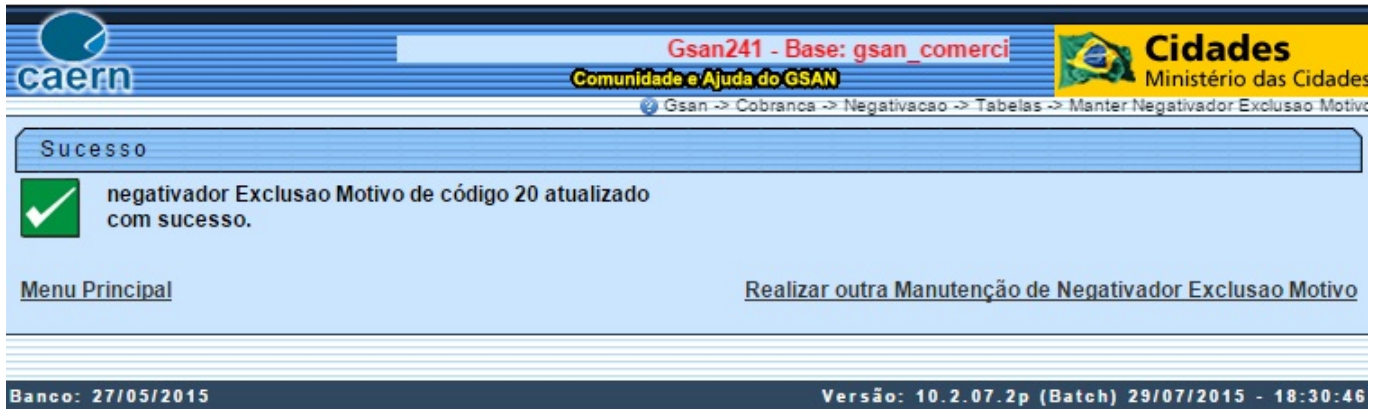 caern
Gsan241 - Base: gsan_comerci
Comunidade e Ajuda do GSAN
Cidades
Ministério das Cidades
Gsan -> Cobranca -> Negativacao -> Tabelas -> Manter Negativador Exclusao Motivo
Sucesso
negativador Exclusao Motivo de código 20 atualizado
com sucesso.
Menu Principal
Realizar outra Manutenção de Negativador Exclusao Motivo
Banco: 27/05/2015
Versão: 10.2.07.2p (Batch) 29/07/2015 - 18:30:46